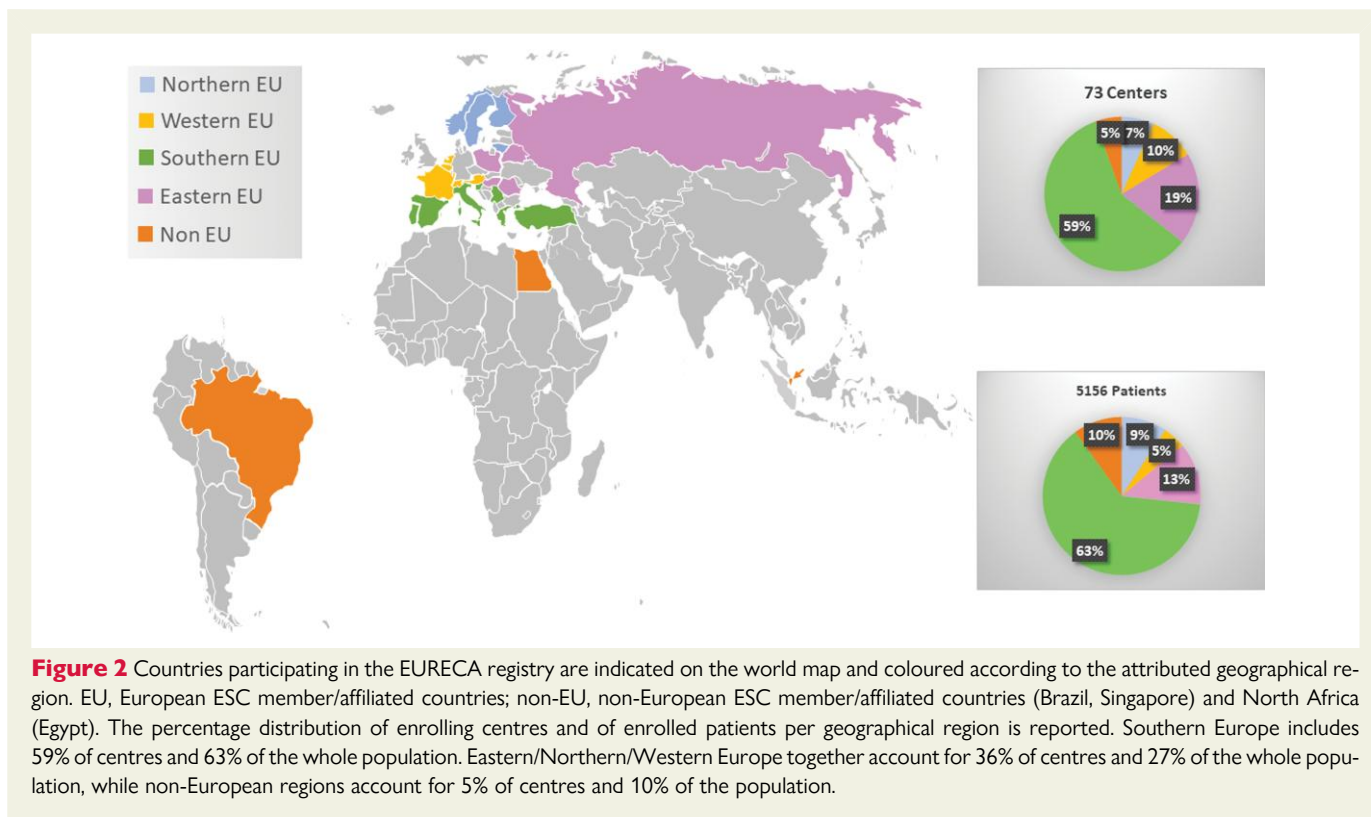 Northern EU
Western EU
Southern EU
Eastern EU
Non EU
73 Centers
5% 7%
10%
19%
59%
5156 Patients
10% 9%
5%
13%
63%
Figure 2 Countries participating in the EURECA registry are indicated on the world map and coloured according to the attributed geographical re-
gion. EU, European ESC member/affiliated countries; non-EU, non-European ESC member/affiliated countries (Brazil, Singapore) and North Africa
(Egypt). The percentage distribution of enrolling centres and of enrolled patients per geographical region is reported. Southern Europe includes
59% of centres and 63% of the whole population. Eastern/Northern/Western Europe together account for 36% of centres and 27% of the whole popu-
lation, while non-European regions account for 5% of centres and 10% of the population.